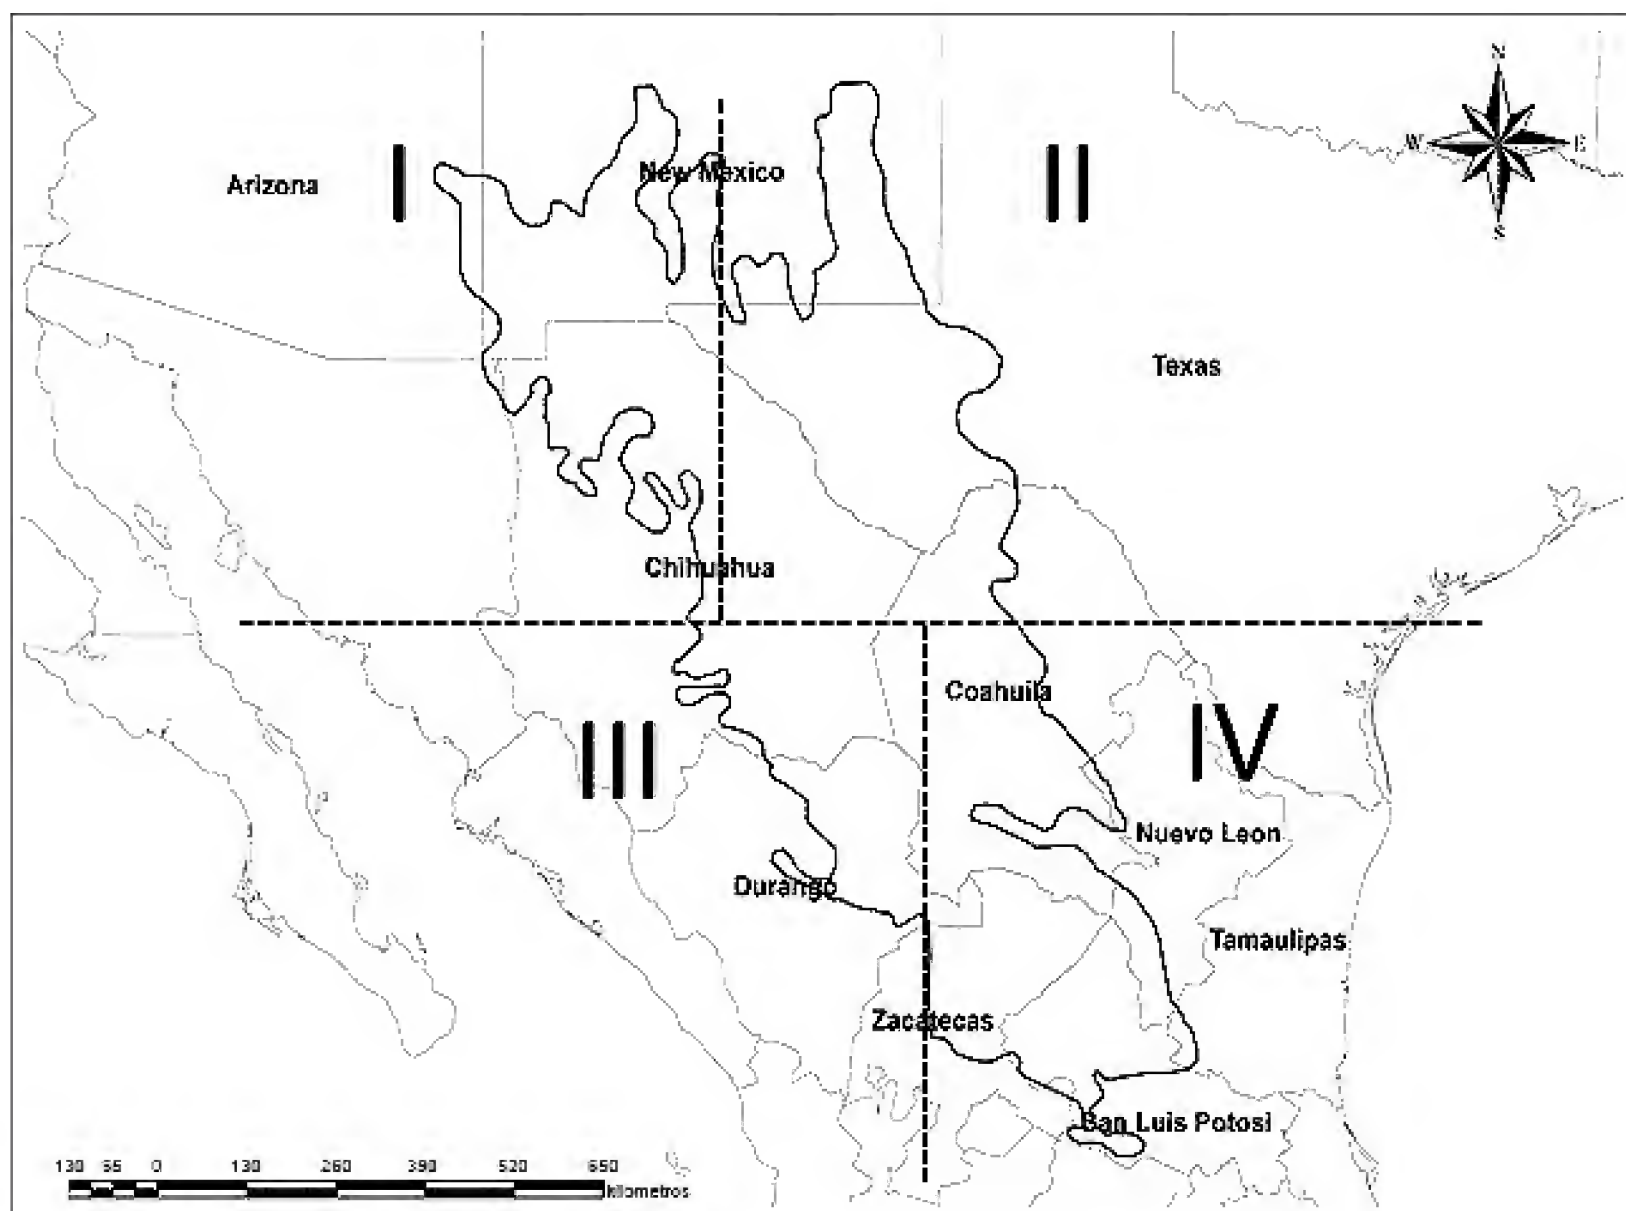 N
W E
S
I
II
Arizona
New Mexico
Texas
Chihuahua
Coahuila
III
IV
Nuevo Leon
Durango
Tamaulipas
Zacatecas
San Luis Potosi
130 65 0 130 260 390 520 650
kilometros